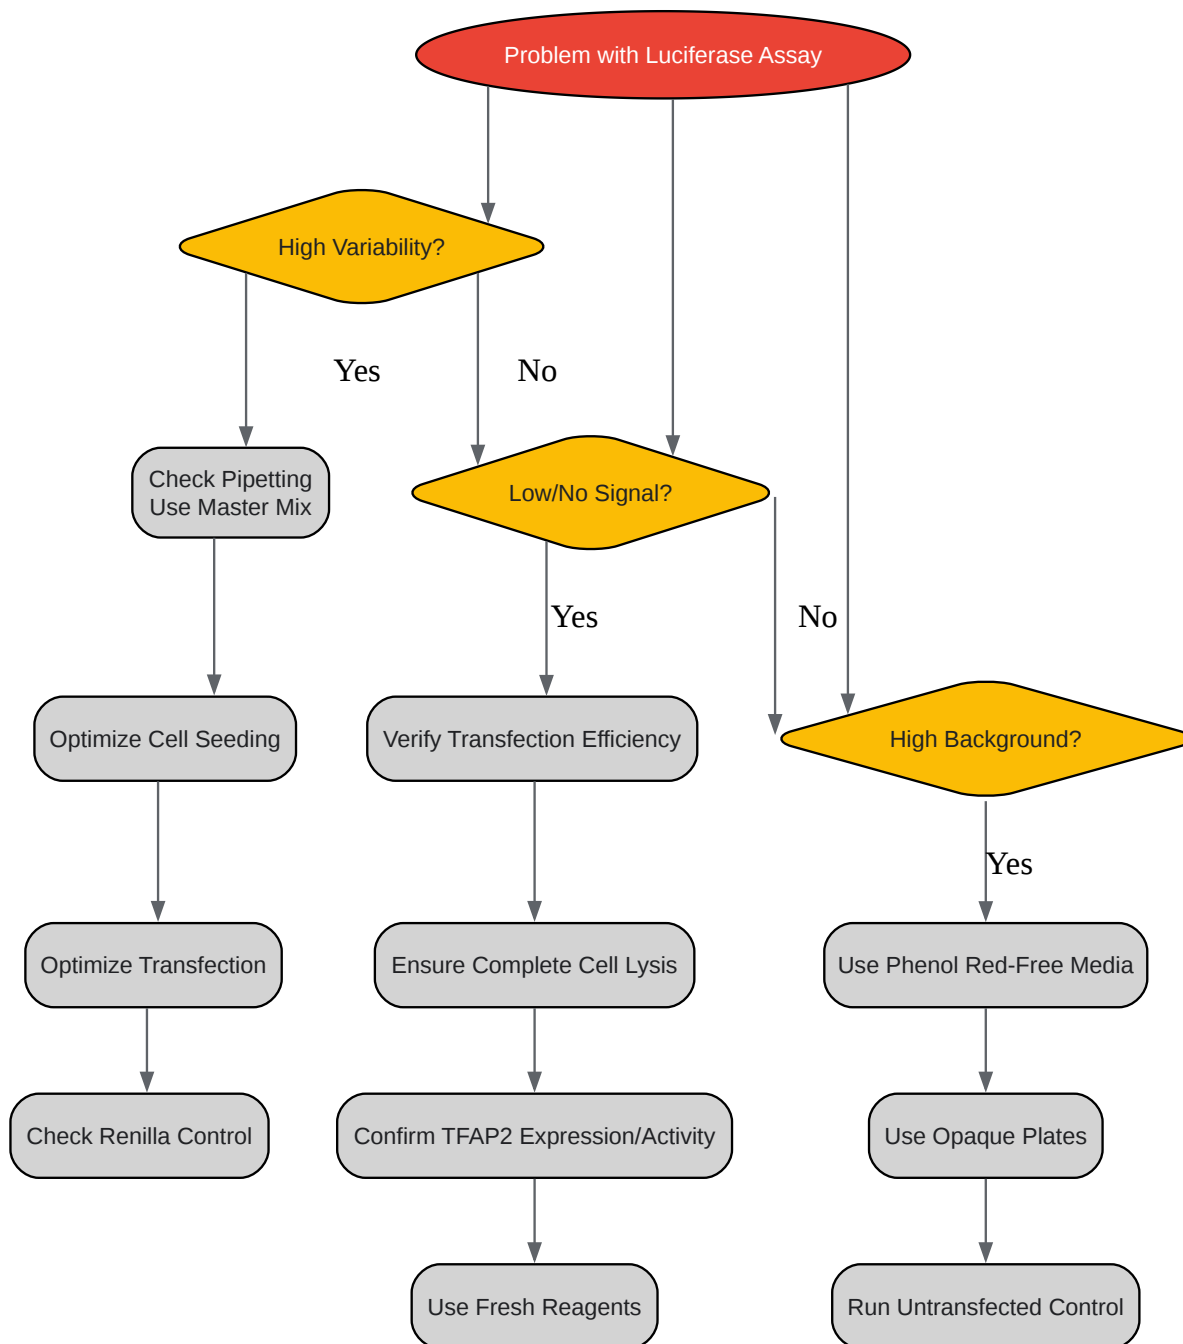 Problem with Luciferase Assay
High Variability?
Yes
No
Check Pipetting
Use Master Mix
Low/No Signal?
Yes
No
Optimize Cell Seeding
Verify Transfection Efficiency
High Background?
Yes
Optimize Transfection
Ensure Complete Cell Lysis
Use Phenol Red-Free Media
Check Renilla Control
Confirm TFAP2 Expression/Activity
Use Opaque Plates
Use Fresh Reagents
Run Untransfected Control